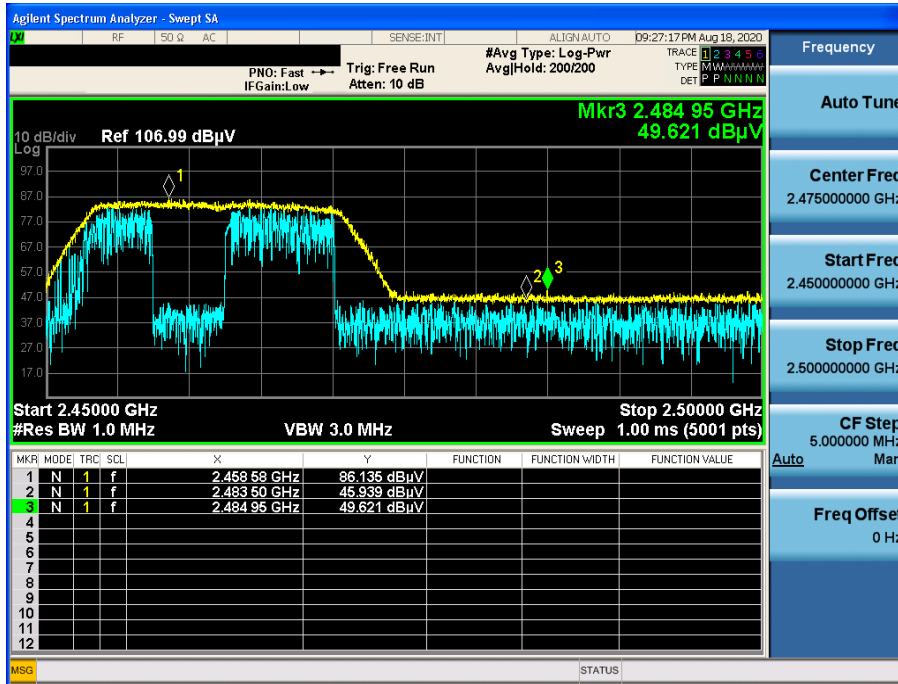 Agilent Spectrum Analyzer - Swept SA
LXI RF 50 Ω AC SENSE:INT ALIGN AUTO 09:27:17 PM Aug 18, 2020
#Avg Type: Log-Pwr TRACE 1 2 3 4 5 6
PNO: Fast Trig: Free Run Avg|Hold: 200/200 TYPE M W W W W W
IFGain:Low Atten: 10 dB DET P P N N N N
Mkr3 2.484 95 GHz
49.621 dBµV
10 dB/div Ref 106.99 dBµV
Log
97.0
87.0
77.0
67.0
57.0
47.0
37.0
27.0
17.0
1
2
3
Start 2.45000 GHz Stop 2.50000 GHz
#Res BW 1.0 MHz VBW 3.0 MHz Sweep 1.00 ms (5001 pts)
MKR MODE TRC SCL X Y FUNCTION FUNCTION WIDTH FUNCTION VALUE
1 N 1 f 2.458 58 GHz 86.135 dBµV
2 N 1 f 2.483 50 GHz 45.939 dBµV
3 N 1 f 2.484 95 GHz 49.621 dBµV
4
5
6
7
8
9
10
11
12
MSG STATUS
Frequency
Auto Tune
Center Freq
2.475000000 GHz
Start Freq
2.450000000 GHz
Stop Freq
2.500000000 GHz
CF Step
5.000000 MHz
Auto Man
Freq Offset
0 Hz